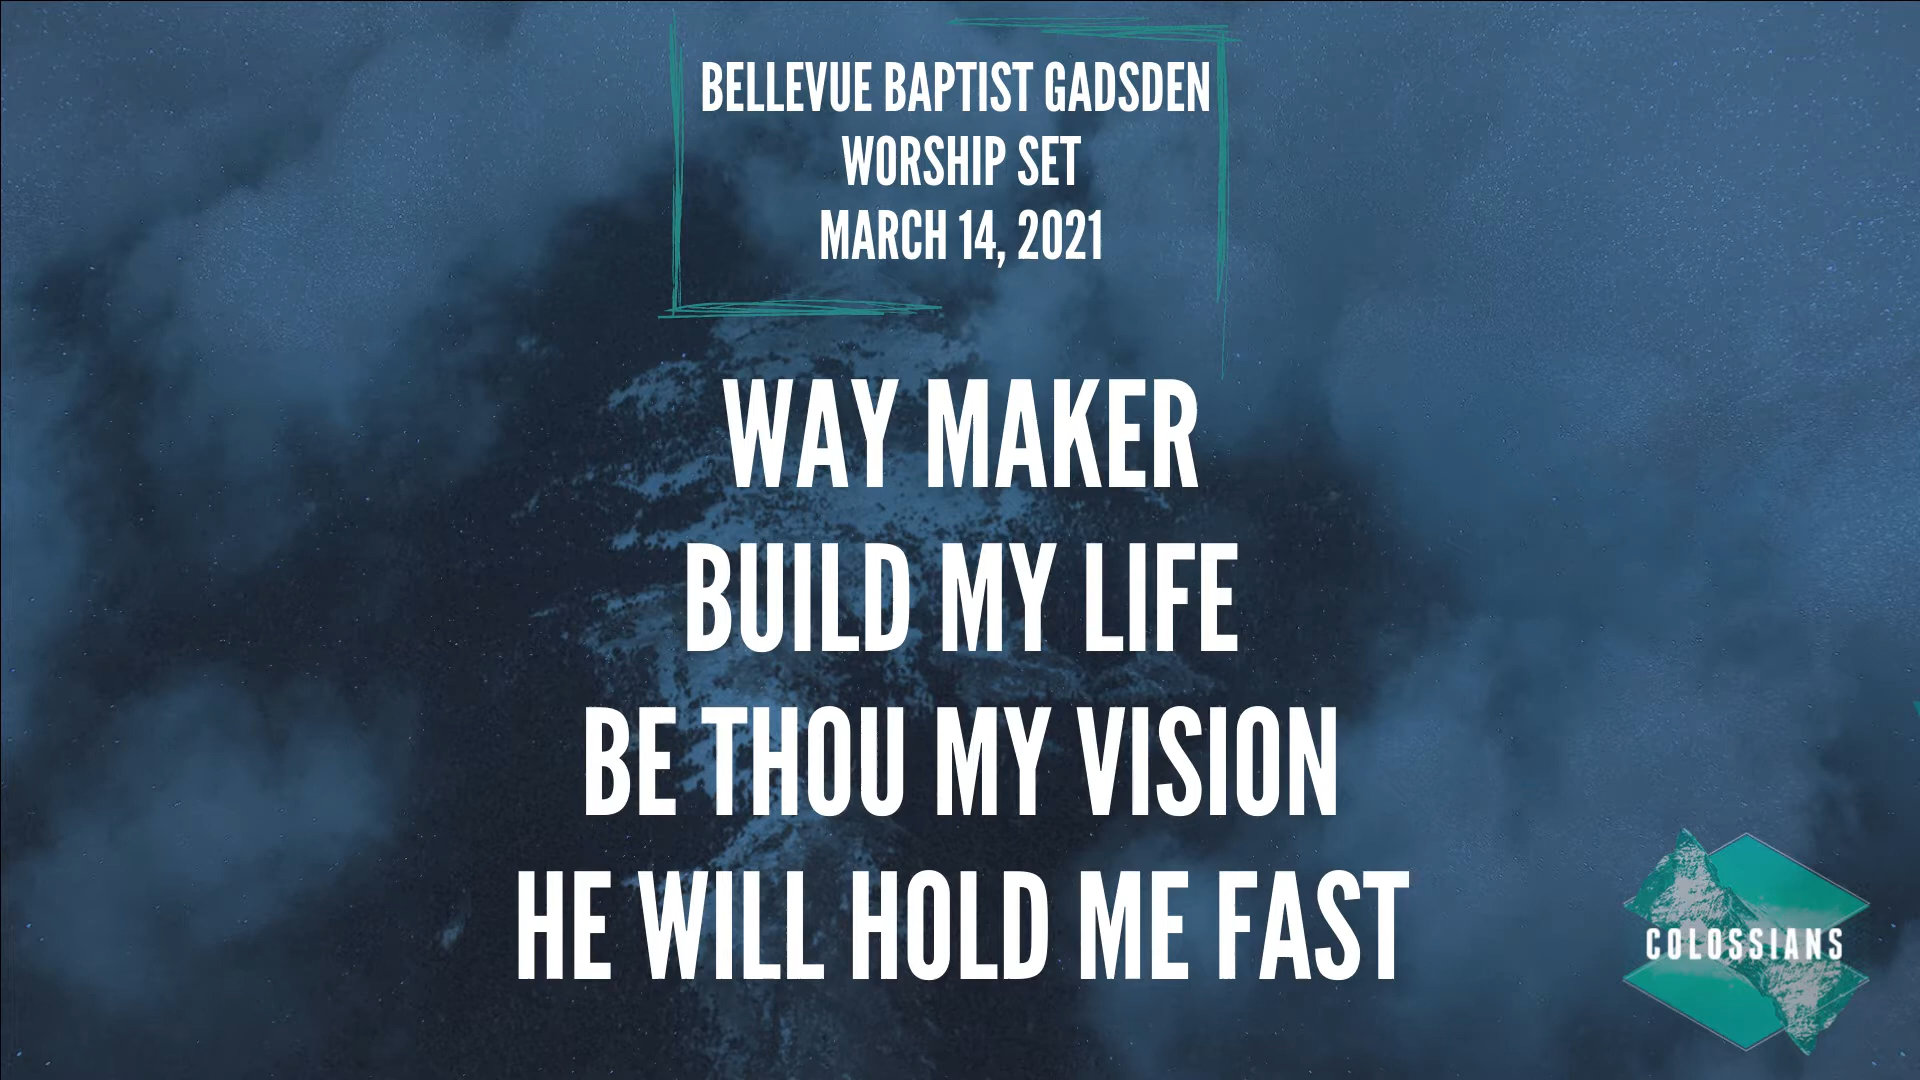 BELLEVUE BAPTIST GADSDEN
WORSHIP SET
MARCH 14, 2021
WAY MAKER
BUILD MY LIFE
BE THOU MY VISION
HE WILL HOLD ME FAST
COLOSSIANS